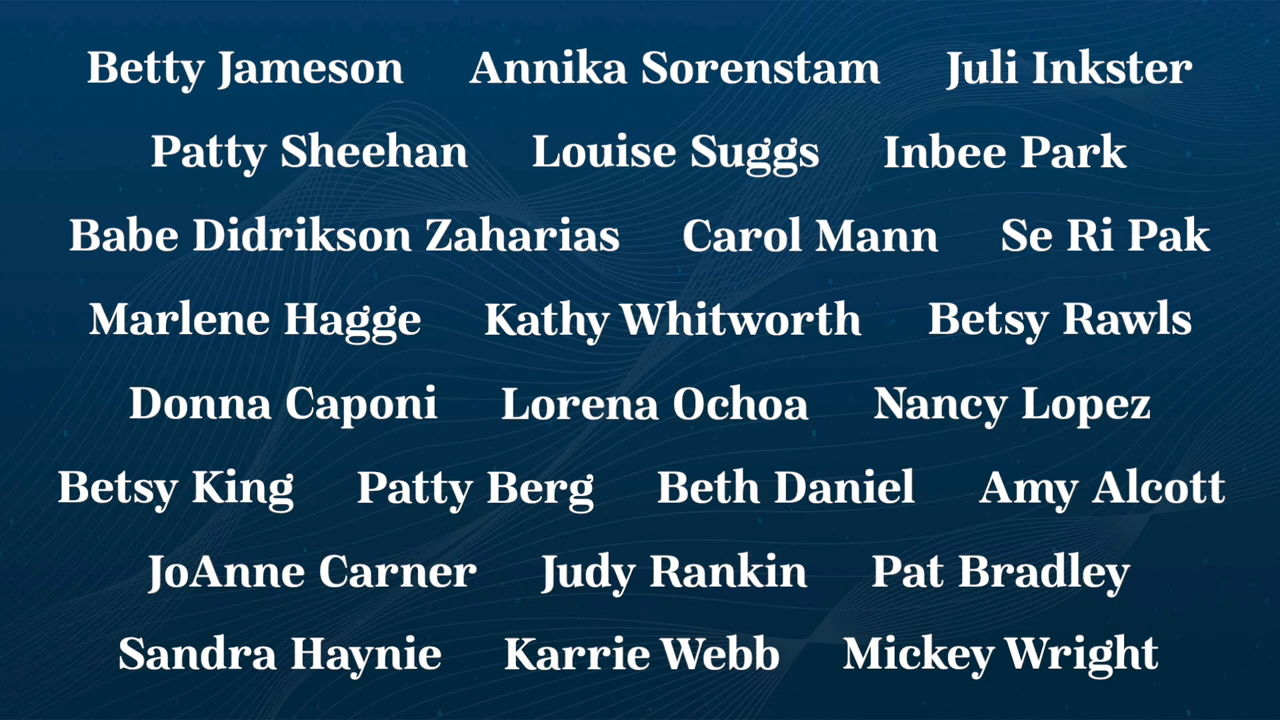 Betty Jameson Annika Sorenstam Juli Inkster
Patty Sheehan Louise Suggs Inbee Park
Babe Didrikson Zaharias Carol Mann Se Ri Pak
Marlene Hagge Kathy Whitworth Betsy Rawls
Donna Caponi Lorena Ochoa Nancy Lopez
Betsy King Patty Berg Beth Daniel Amy Alcott
JoAnne Carner Judy Rankin Pat Bradley
Sandra Haynie Karrie Webb Mickey Wright